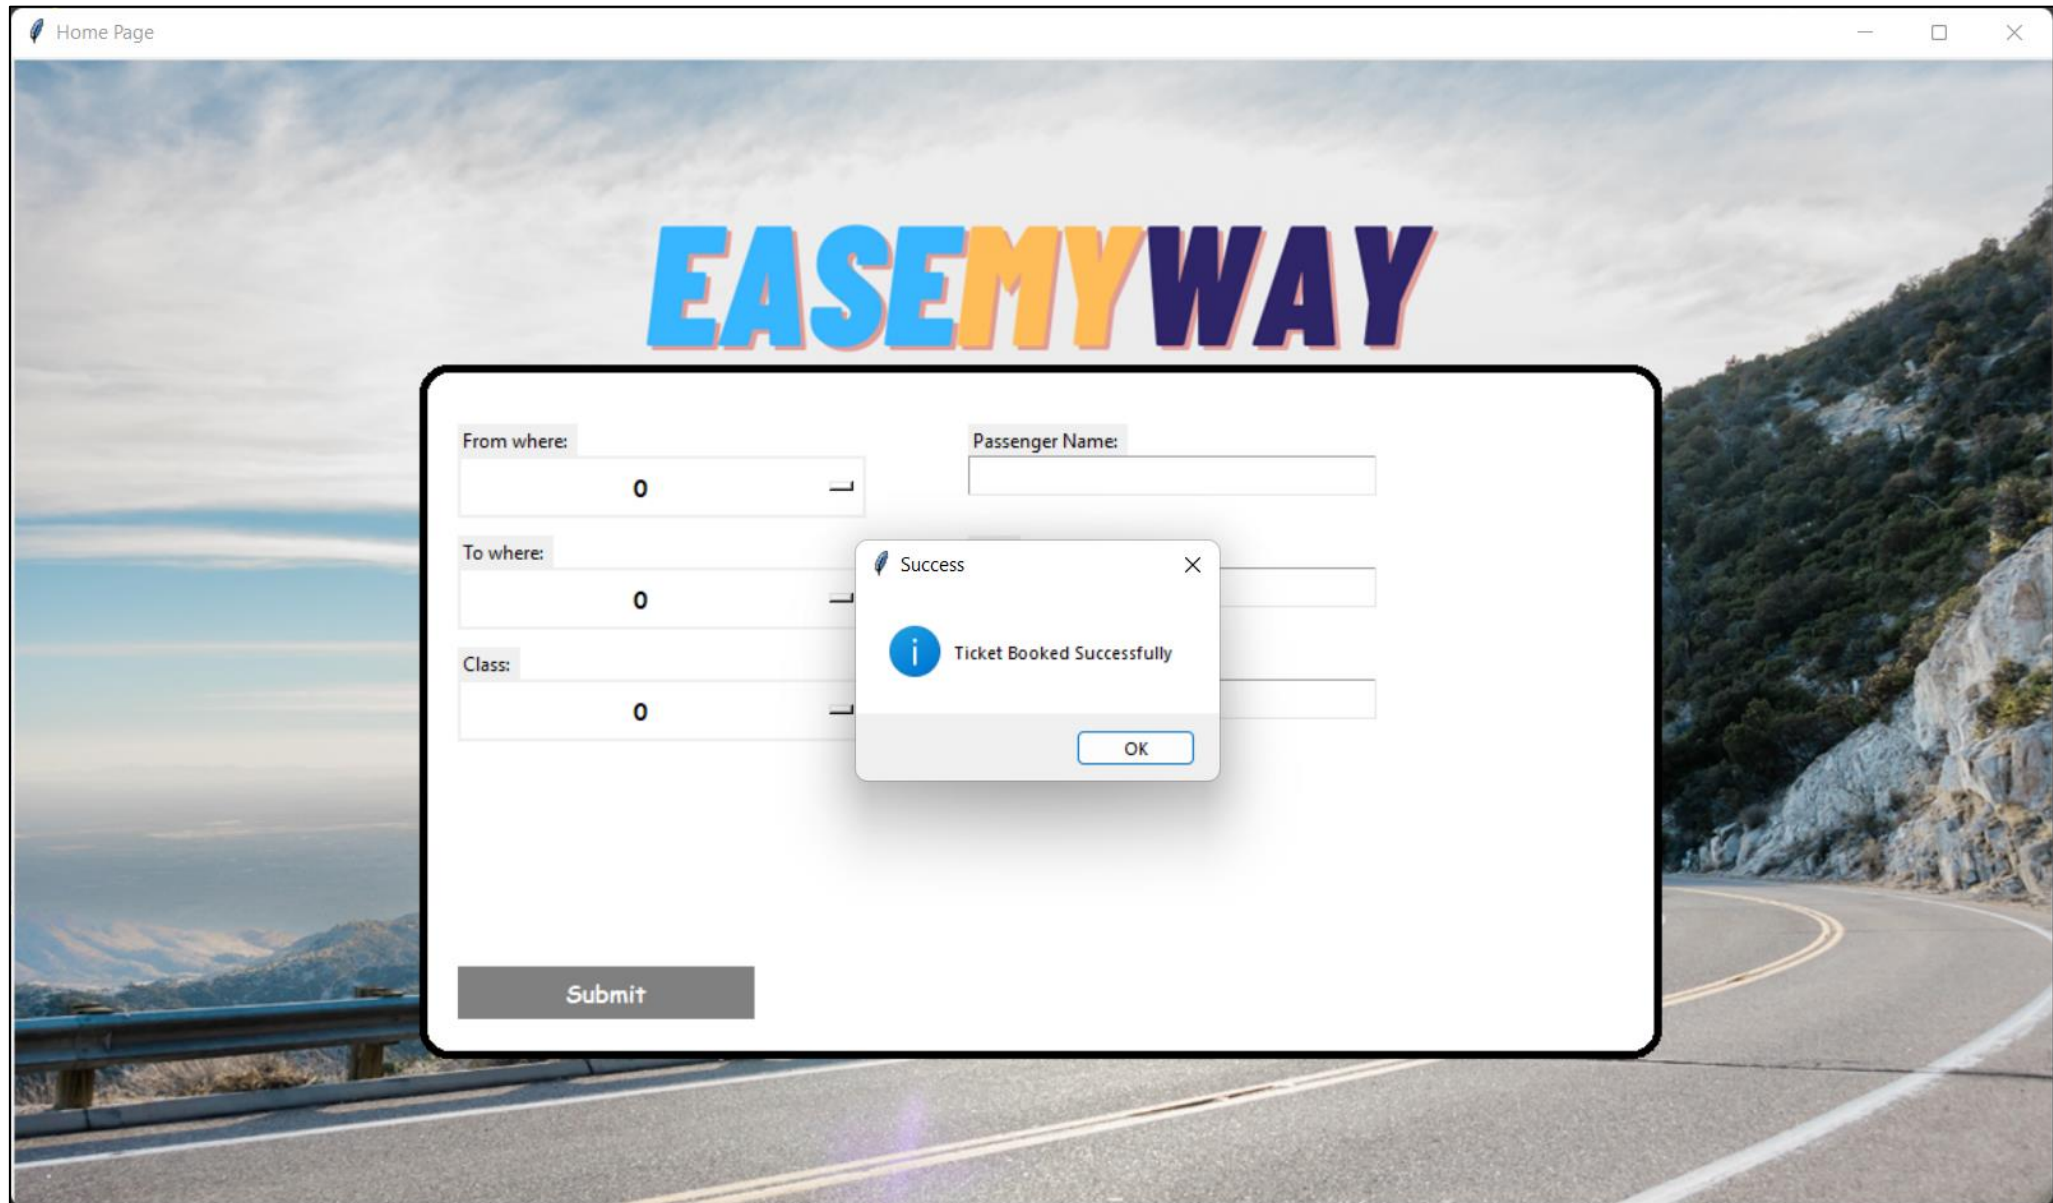 Home Page
EASEMYWAY
From where:
0
Passenger Name:
To where:
0
Class:
0
Success
Ticket Booked Successfully
OK
Submit